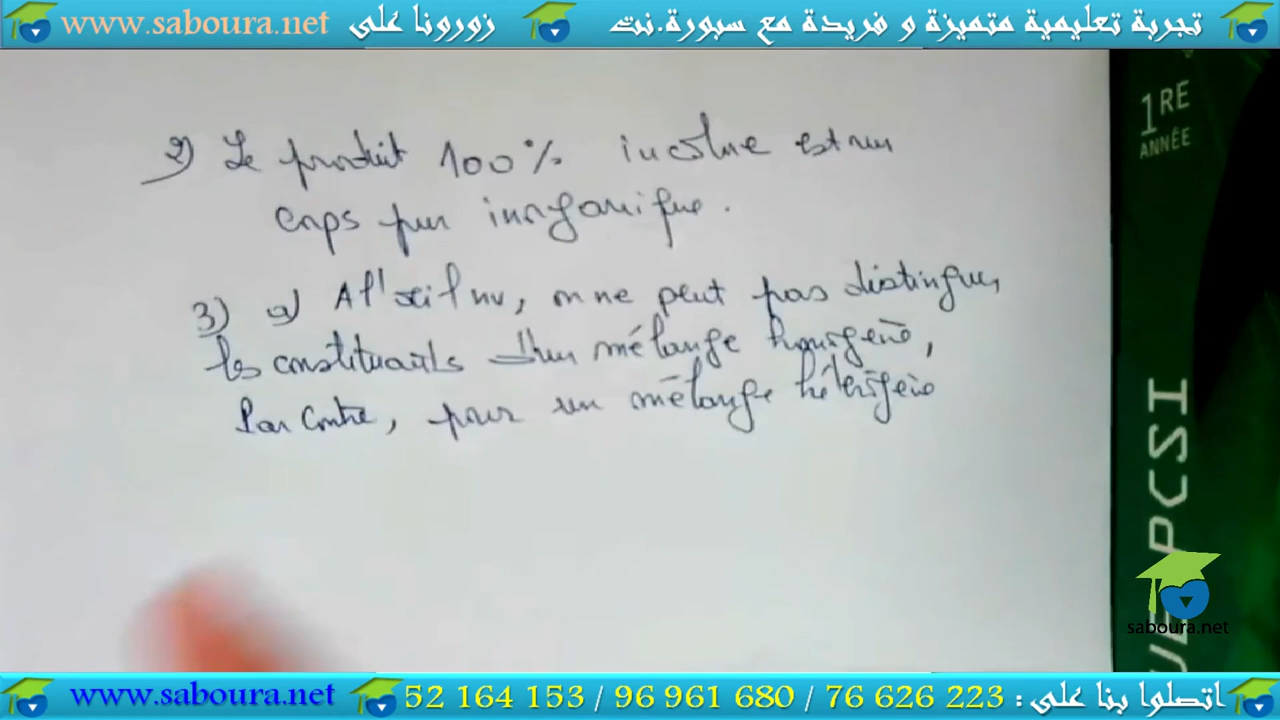 www.saboura.net زورونا على تجربة تعليمية متميزة و فريدة مع سبورة.نت
2) Le produit 100% incolore est un
corps pur inorganique.
3) a) A l'œil nu, on ne peut pas distinguer
les constituants d'un mélange homogène,
Par contre, pour un mélange hétérogène
1RE
ANNÉE
PCSI
saboura.net
www.saboura.net 52 164 153 / 96 961 680 / 76 626 223 : اتصلوا بنا على